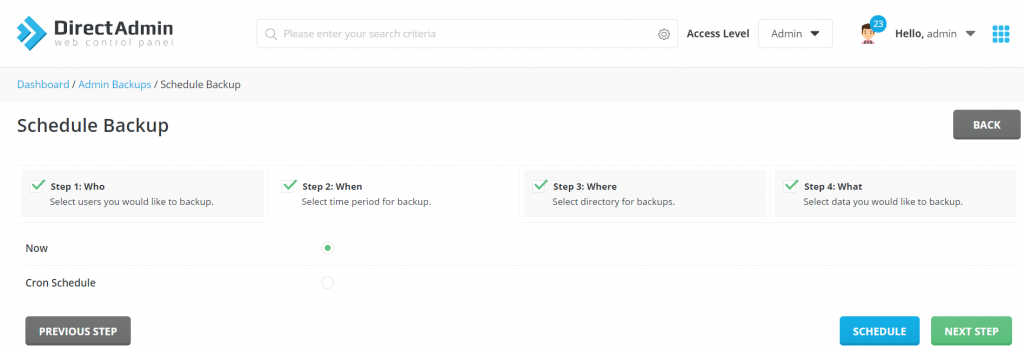 DirectAdmin
web control panel
Please enter your search criteria
Access Level
Admin
23
Hello, admin
Dashboard / Admin Backups / Schedule Backup
Schedule Backup
BACK
Step 1: Who
Select users you would like to backup.
Step 2: When
Select time period for backup.
Step 3: Where
Select directory for backups.
Step 4: What
Select data you would like to backup.
Now
Cron Schedule
PREVIOUS STEP
SCHEDULE
NEXT STEP